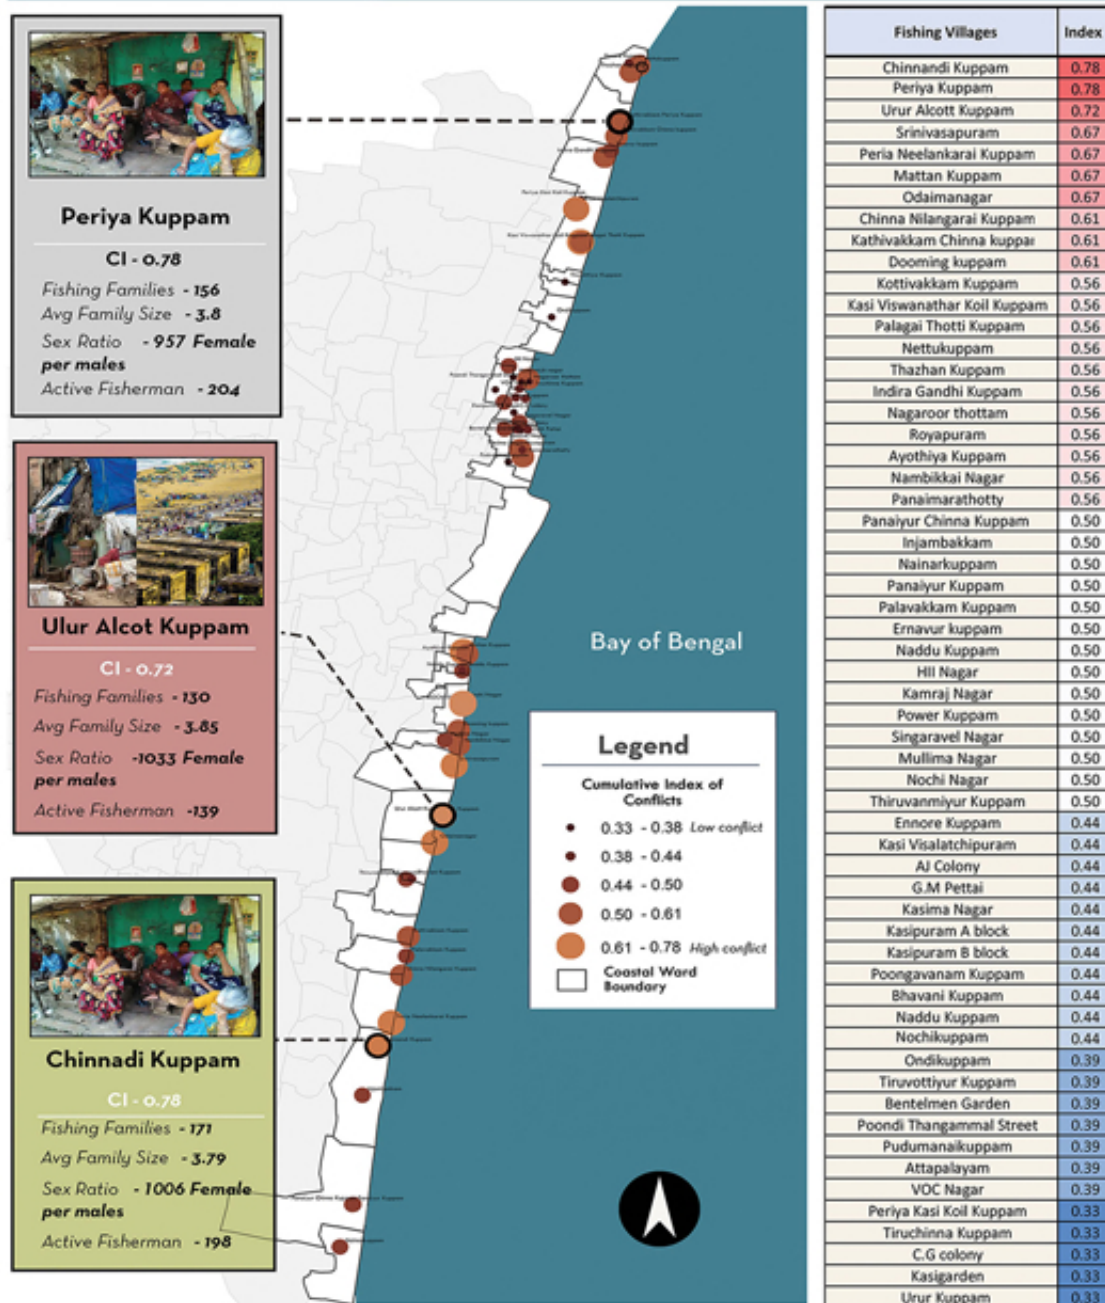 Periya Kuppam
CI - 0.78
Fishing Families - 156
Avg Family Size - 3.8
Sex Ratio - 957 Female
per males
Active Fisherman - 204
Ulur Alcot Kuppam
CI - 0.72
Fishing Families - 130
Avg Family Size - 3.85
Sex Ratio -1033 Female
per males
Active Fisherman -139
Chinnadi Kuppam
CI - 0.78
Fishing Families - 171
Avg Family Size - 3.79
Sex Ratio - 1006 Female
per males
Active Fisherman - 198
Bay of Bengal
Legend
Cumulative Index of
Conflicts
0.33 - 0.38 Low conflict
0.38 - 0.44
0.44 - 0.50
0.50 - 0.61
0.61 - 0.78 High conflict
Coastal Ward
Boundary
Fishing Villages Index
Chinnandi Kuppam 0.78
Periya Kuppam 0.78
Urur Alcott Kuppam 0.72
Srinivasapuram 0.67
Peria Neelankarai Kuppam 0.67
Mattan Kuppam 0.67
Odaimanagar 0.67
Chinna Nilangarai Kuppam 0.61
Kathivakkam Chinna kuppar 0.61
Dooming kuppam 0.61
Kottivakkam Kuppam 0.56
Kasi Viswanathar Koil Kuppam 0.56
Palagai Thotti Kuppam 0.56
Nettukuppam 0.56
Thazhan Kuppam 0.56
Indira Gandhi Kuppam 0.56
Nagaroor thottam 0.56
Royapuram 0.56
Ayothiya Kuppam 0.56
Nambikkai Nagar 0.56
Panaimarathotty 0.56
Panaiyur Chinna Kuppam 0.50
Injambakkam 0.50
Nainarkuppam 0.50
Panaiyur Kuppam 0.50
Palavakkam Kuppam 0.50
Ernavur kuppam 0.50
Naddu Kuppam 0.50
HII Nagar 0.50
Kamraj Nagar 0.50
Power Kuppam 0.50
Singaravel Nagar 0.50
Mullima Nagar 0.50
Nochi Nagar 0.50
Thiruvanmiyur Kuppam 0.50
Ennore Kuppam 0.44
Kasi Visalatchipuram 0.44
AJ Colony 0.44
G.M Pettai 0.44
Kasima Nagar 0.44
Kasipuram A block 0.44
Kasipuram B block 0.44
Poongavanam Kuppam 0.44
Bhavani Kuppam 0.44
Naddu Kuppam 0.44
Nochikuppam 0.44
Ondikuppam 0.39
Tiruvottiyur Kuppam 0.39
Bentelmen Garden 0.39
Poondi Thangammal Street 0.39
Pudumanaikuppam 0.39
Attapalayam 0.39
VOC Nagar 0.39
Periya Kasi Koil Kuppam 0.33
Tiruchinna Kuppam 0.33
C.G colony 0.33
Kasigarden 0.33
Urur Kuppam 0.33